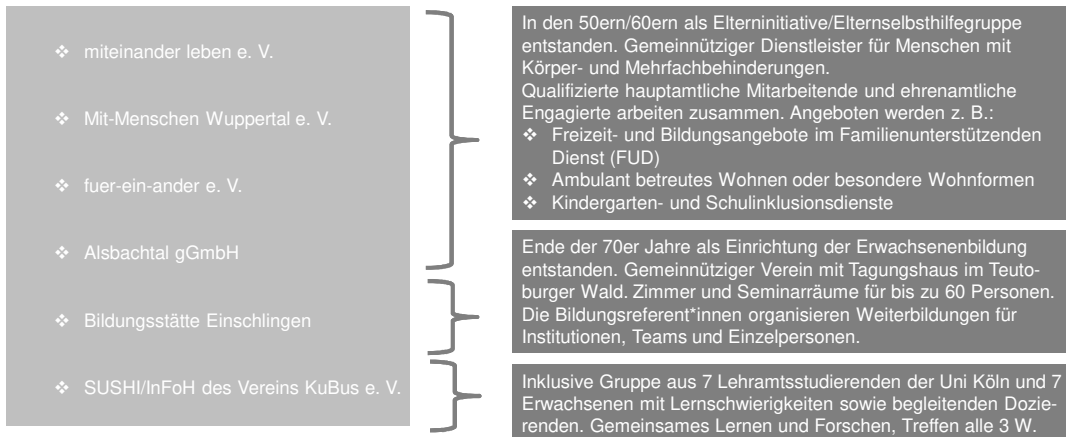 ❖ miteinander leben e. V.
❖ Mit-Menschen Wuppertal e. V.
❖ fuer-ein-ander e. V.
❖ Alsbachtal gGmbH
❖ Bildungsstätte Einschlingen
❖ SUSHI/InFoH des Vereins KuBus e. V.
In den 50ern/60ern als Elterninitiative/Elternselbsthilfegruppe
entstanden. Gemeinnütziger Dienstleister für Menschen mit
Körper- und Mehrfachbehinderungen.
Qualifizierte hauptamtliche Mitarbeitende und ehrenamtliche
Engagierte arbeiten zusammen. Angeboten werden z. B.:
❖ Freizeit- und Bildungsangebote im Familienunterstützenden
Dienst (FUD)
❖ Ambulant betreutes Wohnen oder besondere Wohnformen
❖ Kindergarten- und Schulinklusionsdienste
Ende der 70er Jahre als Einrichtung der Erwachsenenbildung
entstanden. Gemeinnütziger Verein mit Tagungshaus im Teuto-
burger Wald. Zimmer und Seminarräume für bis zu 60 Personen.
Die Bildungsreferent*innen organisieren Weiterbildungen für
Institutionen, Teams und Einzelpersonen.
Inklusive Gruppe aus 7 Lehramtsstudierenden der Uni Köln und 7
Erwachsenen mit Lernschwierigkeiten sowie begleitenden Dozie-
renden. Gemeinsames Lernen und Forschen, Treffen alle 3 W.